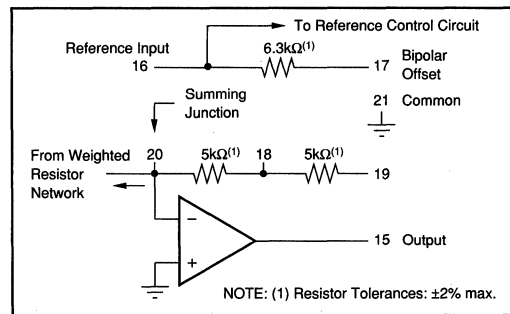 To Reference Control Circuit
Reference Input
16
6.3kΩ(1)
17 Bipolar
Offset
21 Common
Summing
Junction
From Weighted
Resistor
Network
20
5kΩ(1)
18
5kΩ(1)
19
−
+
15 Output
NOTE: (1) Resistor Tolerances: ±2% max.